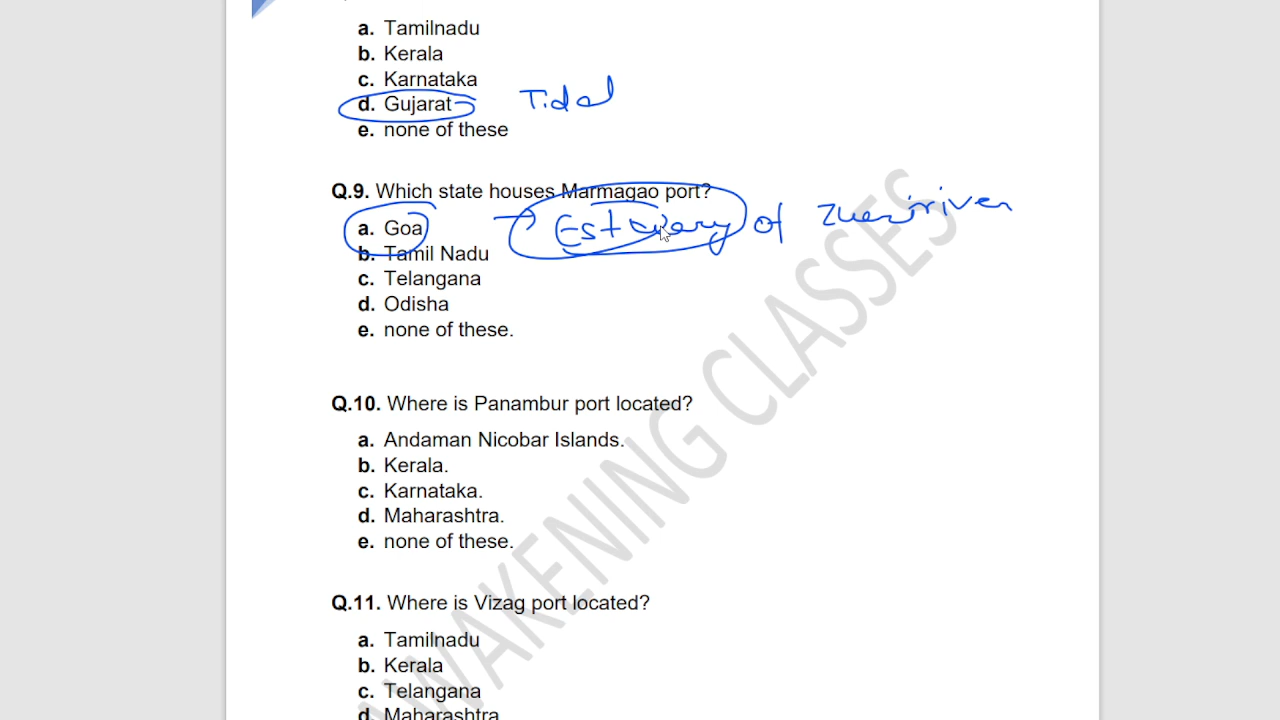 a. Tamilnadu
b. Kerala
c. Karnataka
d. Gujarat Tidal
e. none of these
Q.9. Which state houses Marmagao port?
a. Goa → Estuary of Zuari river
b. Tamil Nadu
c. Telangana
d. Odisha
e. none of these.
Q.10. Where is Panambur port located?
a. Andaman Nicobar Islands.
b. Kerala.
c. Karnataka.
d. Maharashtra.
e. none of these.
Q.11. Where is Vizag port located?
a. Tamilnadu
b. Kerala
c. Telangana
d. Maharashtra
AWAKENING CLASSES